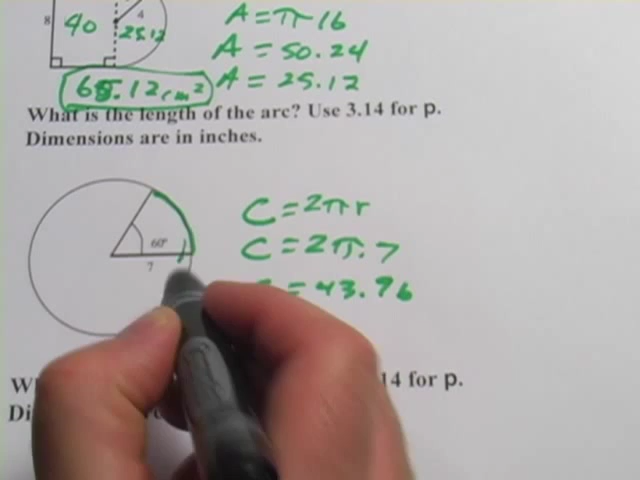 8 40 4 25.12
A = π 16
A = 50.24
65.12 cm² A = 25.12
What is the length of the arc? Use 3.14 for p.
Dimensions are in inches.
C = 2πr
60° C = 2π·7
7
= 43.96
14 for p.